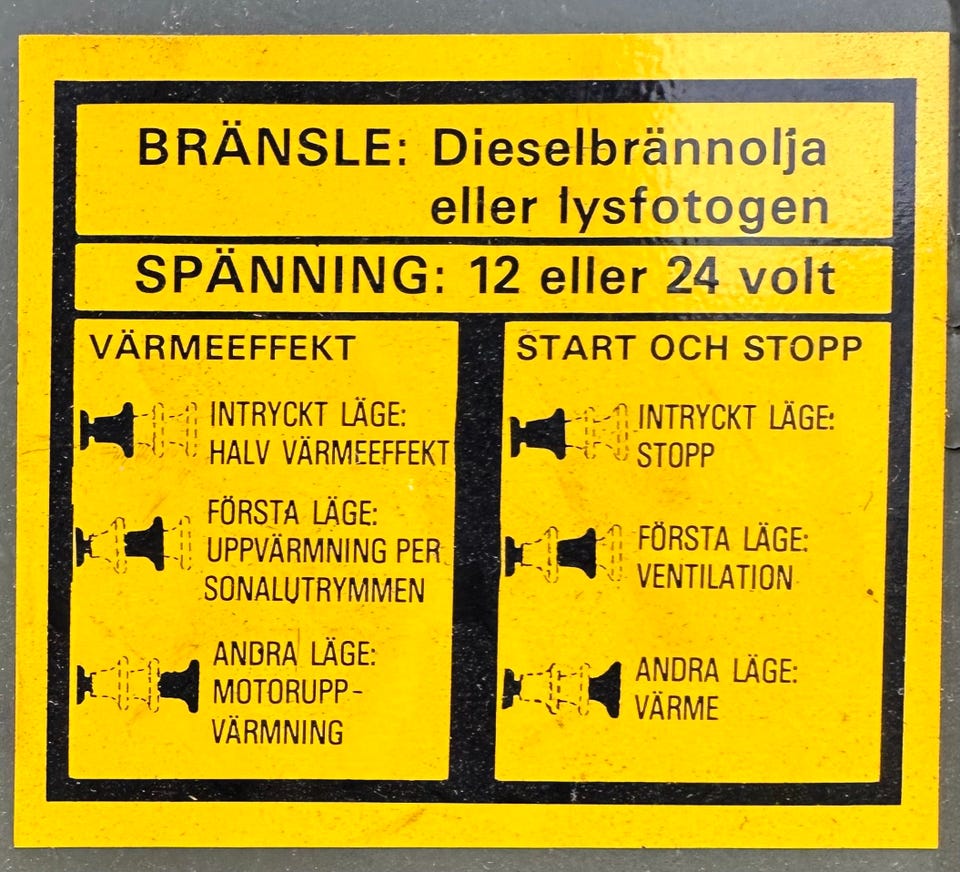 BRÄNSLE: Dieselbrännolja
eller lysfotogen
SPÄNNING: 12 eller 24 volt
VÄRMEEFFEKT
INTRYCKT LÄGE:
HALV VÄRMEEFFEKT
FÖRSTA LÄGE:
UPPVÄRMNING PER
SONALUTRYMMEN
ANDRA LÄGE:
MOTORUPP-
VÄRMNING
START OCH STOPP
INTRYCKT LÄGE:
STOPP
FÖRSTA LÄGE:
VENTILATION
ANDRA LÄGE:
VÄRME